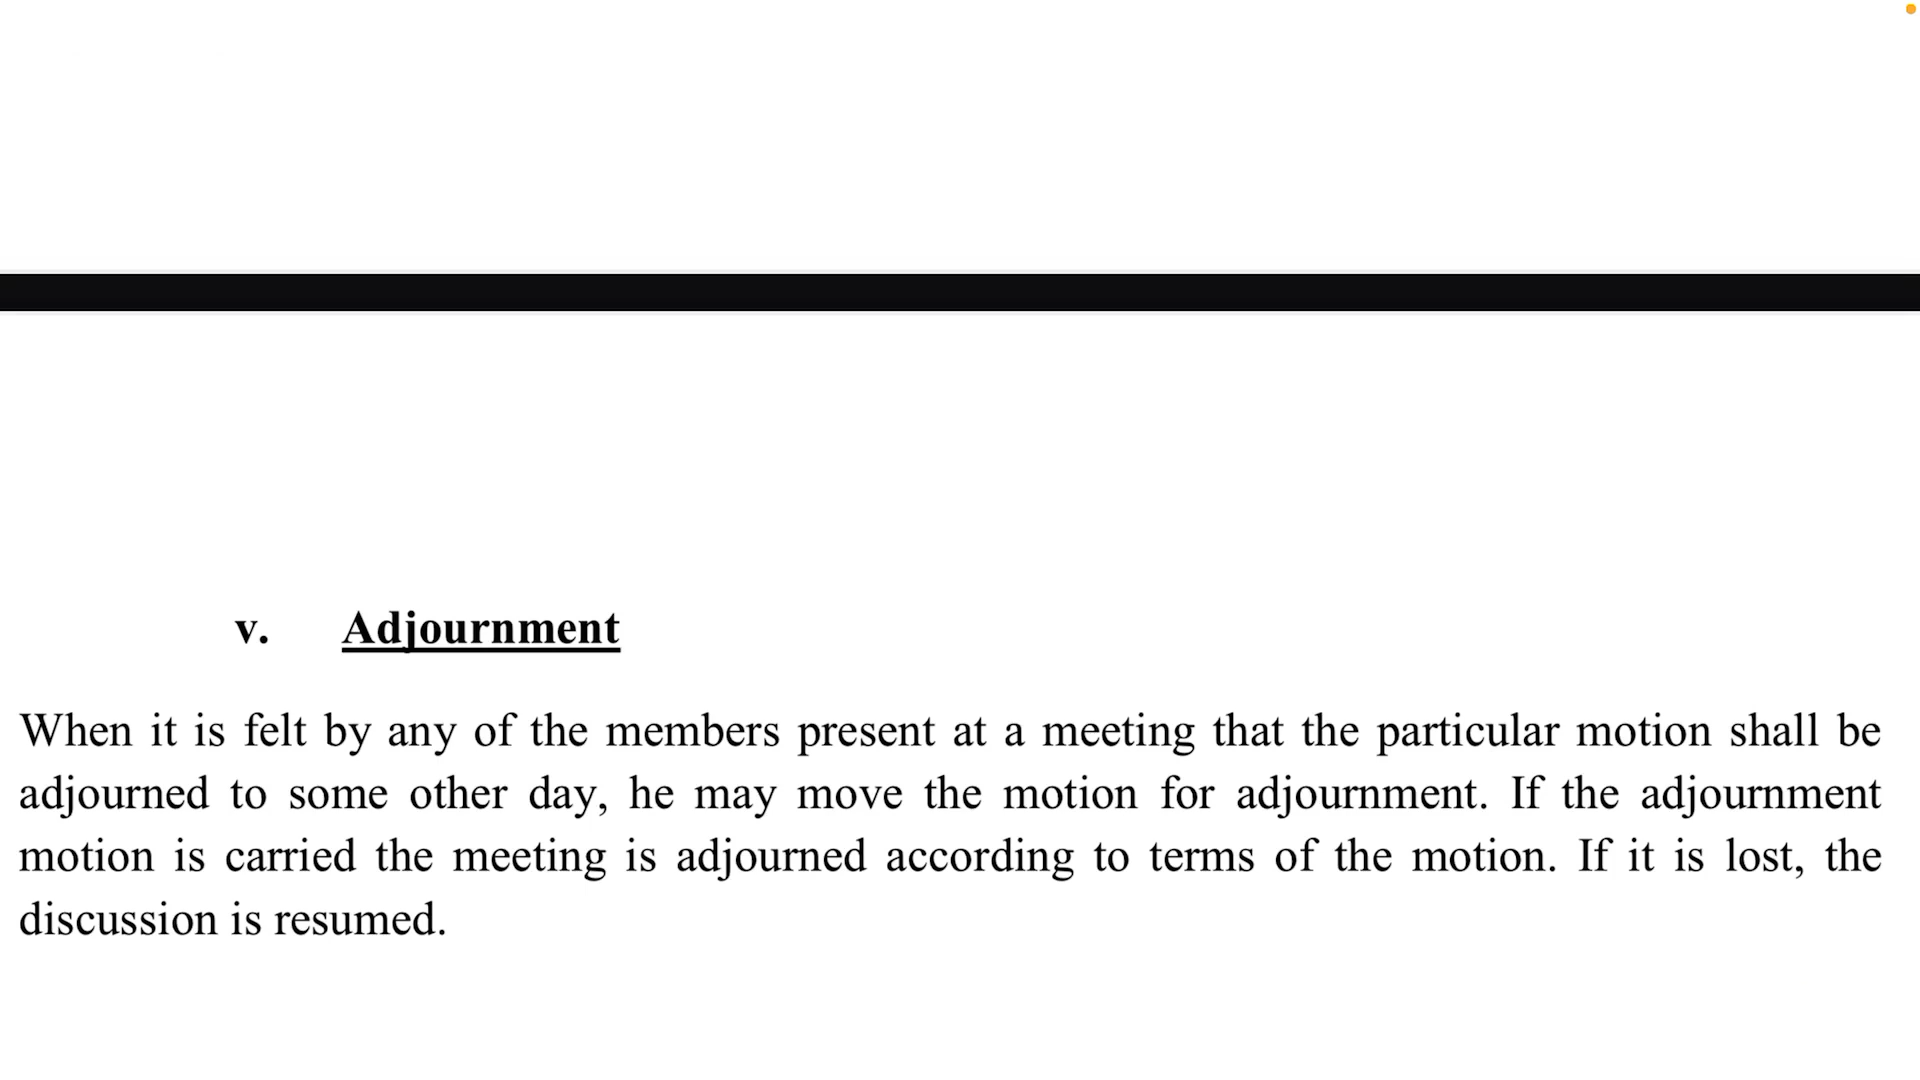 v. Adjournment
When it is felt by any of the members present at a meeting that the particular motion shall be
adjourned to some other day, he may move the motion for adjournment. If the adjournment
motion is carried the meeting is adjourned according to terms of the motion. If it is lost, the
discussion is resumed.